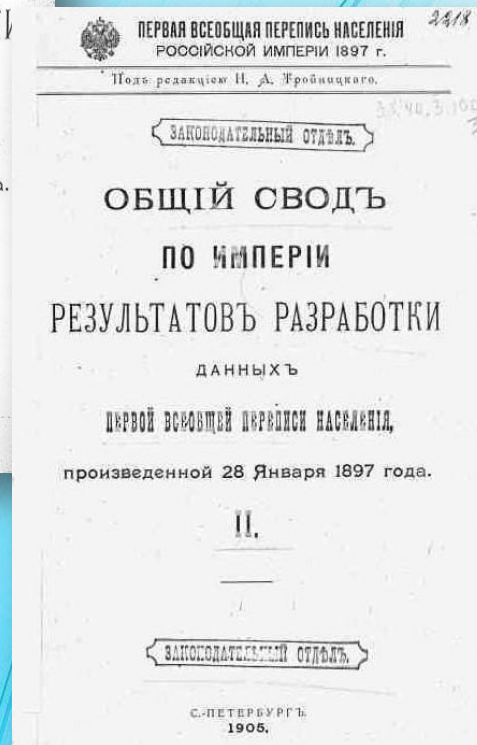 ПЕРВАЯ ВСЕОБЩАЯ ПЕРЕПИСЬ НАСЕЛЕНІЯ
2218
РОССІЙСКОЙ ИМПЕРІИ 1897 г.
Подъ редакціею Н. А. Тройницкаго.
ЗАКОНОДАТЕЛЬНЫЙ ОТДѢЛЪ.
ОБЩІЙ СВОДЪ
ПО ИМПЕРІИ
РЕЗУЛЬТАТОВЪ РАЗРАБОТКИ
ДАННЫХЪ
ПЕРВОЙ ВСЕОБЩЕЙ ПЕРЕПИСИ НАСЕЛЕНІЯ,
произведенной 28 Января 1897 года.
II.
ЗАКОНОДАТЕЛЬНЫЙ ОТДѢЛЪ.
С.-ПЕТЕРБУРГЪ.
1905.